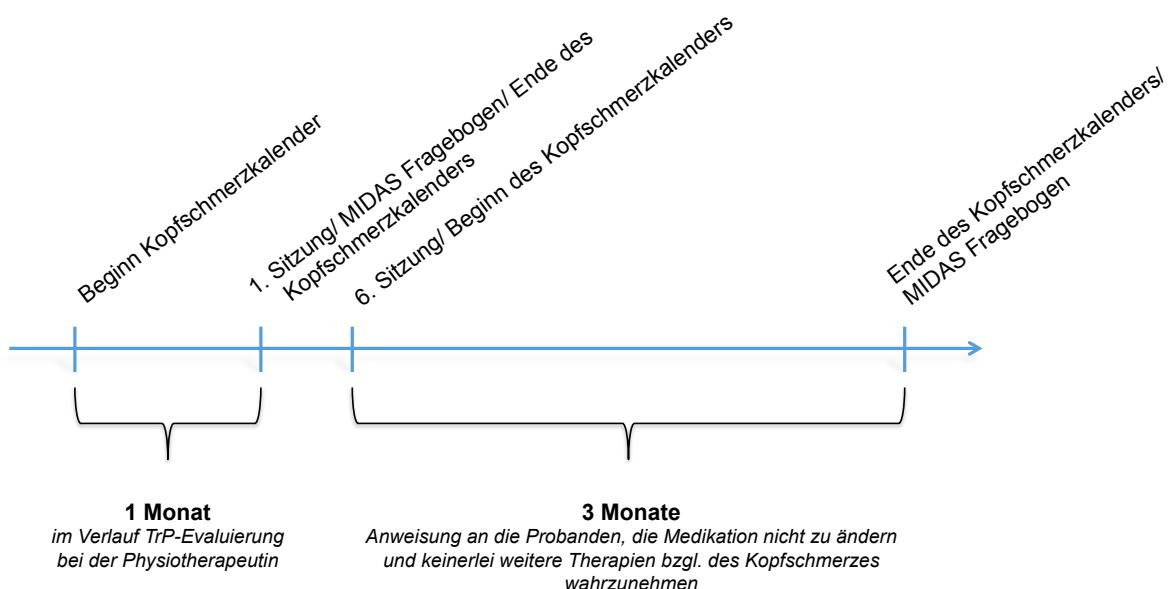 Beginn Kopfschmerzkalender
1. Sitzung/ MIDAS Fragebogen/ Ende des
Kopfschmerzkalenders
6. Sitzung/ Beginn des Kopfschmerzkalenders
Ende des Kopfschmerzkalenders/
MIDAS Fragebogen
1 Monat
im Verlauf TrP-Evaluierung
bei der Physiotherapeutin
3 Monate
Anweisung an die Probanden, die Medikation nicht zu ändern
und keinerlei weitere Therapien bzgl. des Kopfschmerzes
wahrzunehmen